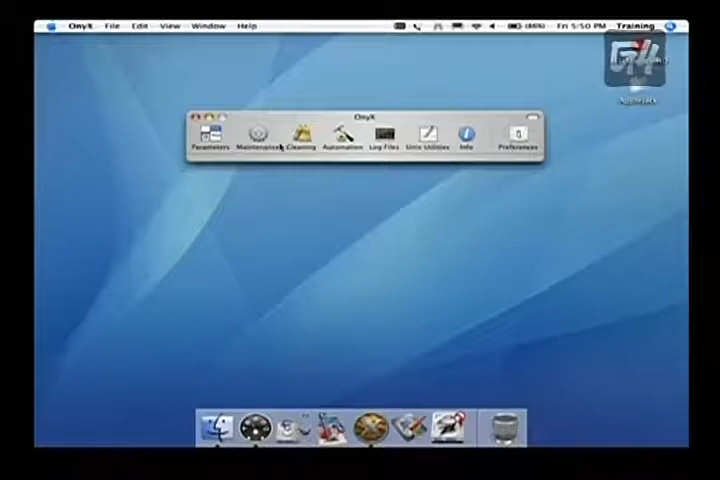 OnyX File Edit View Window Help Fri 5:50 PM Training
OnyX
Parameters Maintenance Cleaning Automation Log Files Unix Utilities Info Preferences
AppleJack